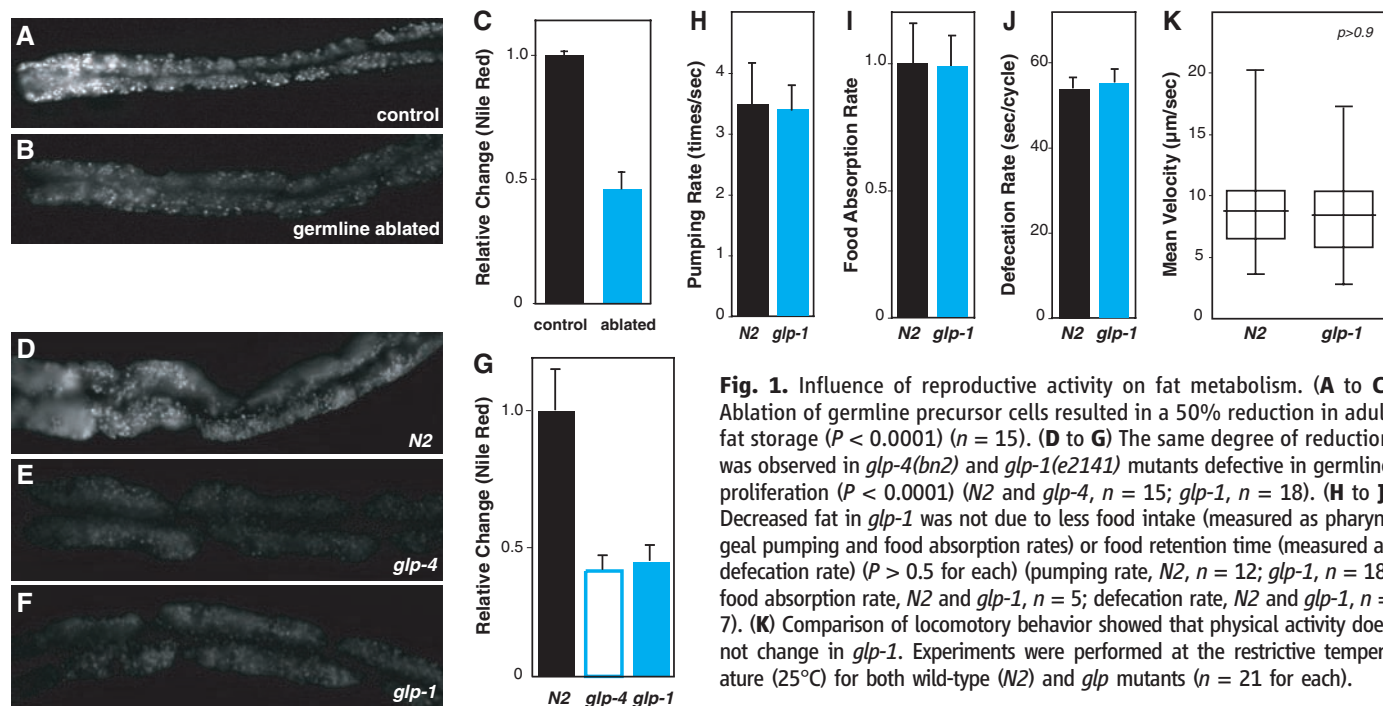 A
control
B
germline ablated
C
Relative Change (Nile Red)
1.0
0.5
0
control ablated
D
N2
E
glp-4
F
glp-1
G
Relative Change (Nile Red)
1.0
0.5
0
N2 glp-4 glp-1
H
Pumping Rate (times/sec)
4
3
2
1
0
N2 glp-1
I
Food Absorption Rate
1.0
0.5
0
N2 glp-1
J
Defecation Rate (sec/cycle)
60
40
20
0
N2 glp-1
K
p>0.9
Mean Velocity (µm/sec)
20
15
10
5
0
N2 glp-1
Fig. 1. Influence of reproductive activity on fat metabolism. (A to C
Ablation of germline precursor cells resulted in a 50% reduction in adul
fat storage (P < 0.0001) (n = 15). (D to G) The same degree of reduction
was observed in glp-4(bn2) and glp-1(e2141) mutants defective in germline
proliferation (P < 0.0001) (N2 and glp-4, n = 15; glp-1, n = 18). (H to J
Decreased fat in glp-1 was not due to less food intake (measured as pharyn
geal pumping and food absorption rates) or food retention time (measured a
defecation rate) (P > 0.5 for each) (pumping rate, N2, n = 12; glp-1, n = 18
food absorption rate, N2 and glp-1, n = 5; defecation rate, N2 and glp-1, n =
7). (K) Comparison of locomotory behavior showed that physical activity doe
not change in glp-1. Experiments were performed at the restrictive temper
ature (25°C) for both wild-type (N2) and glp mutants (n = 21 for each).